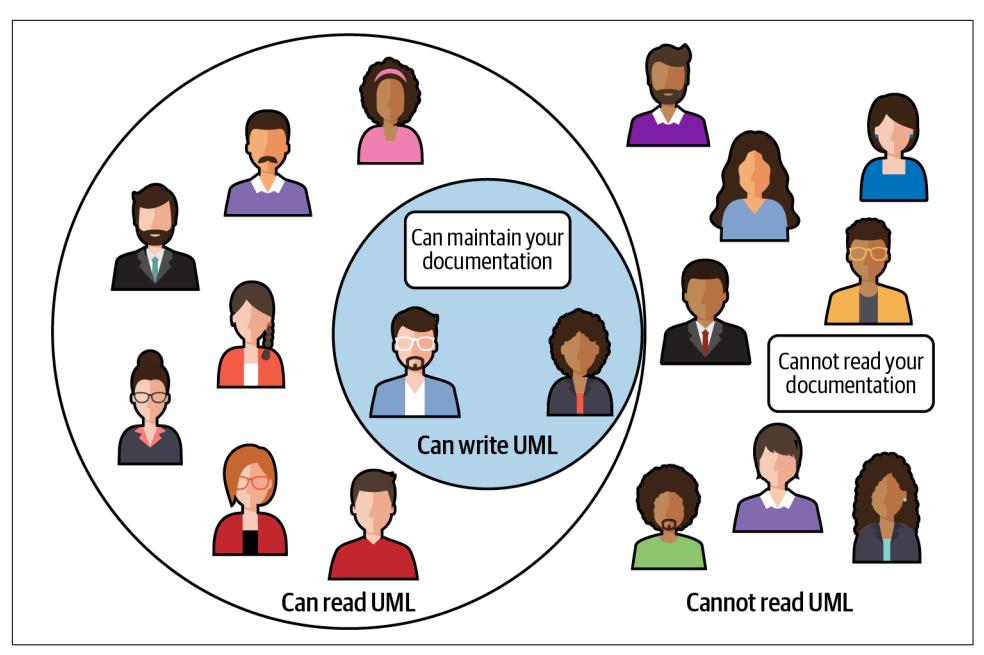 Can maintain your
documentation
Can write UML
Can read UML
Cannot read your
documentation
Cannot read UML